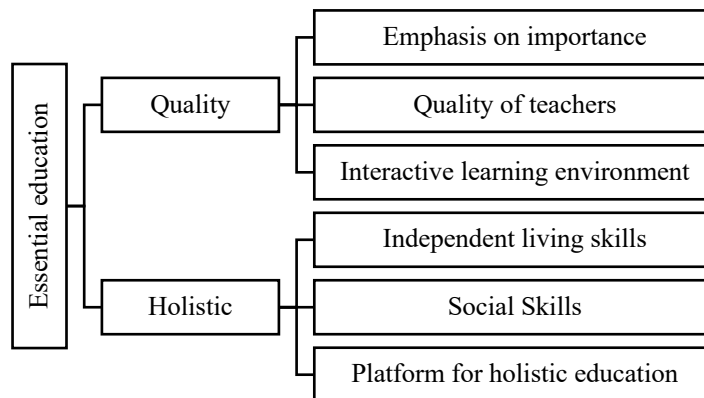 Essential education
Quality
Emphasis on importance
Quality of teachers
Interactive learning environment
Holistic
Independent living skills
Social Skills
Platform for holistic education